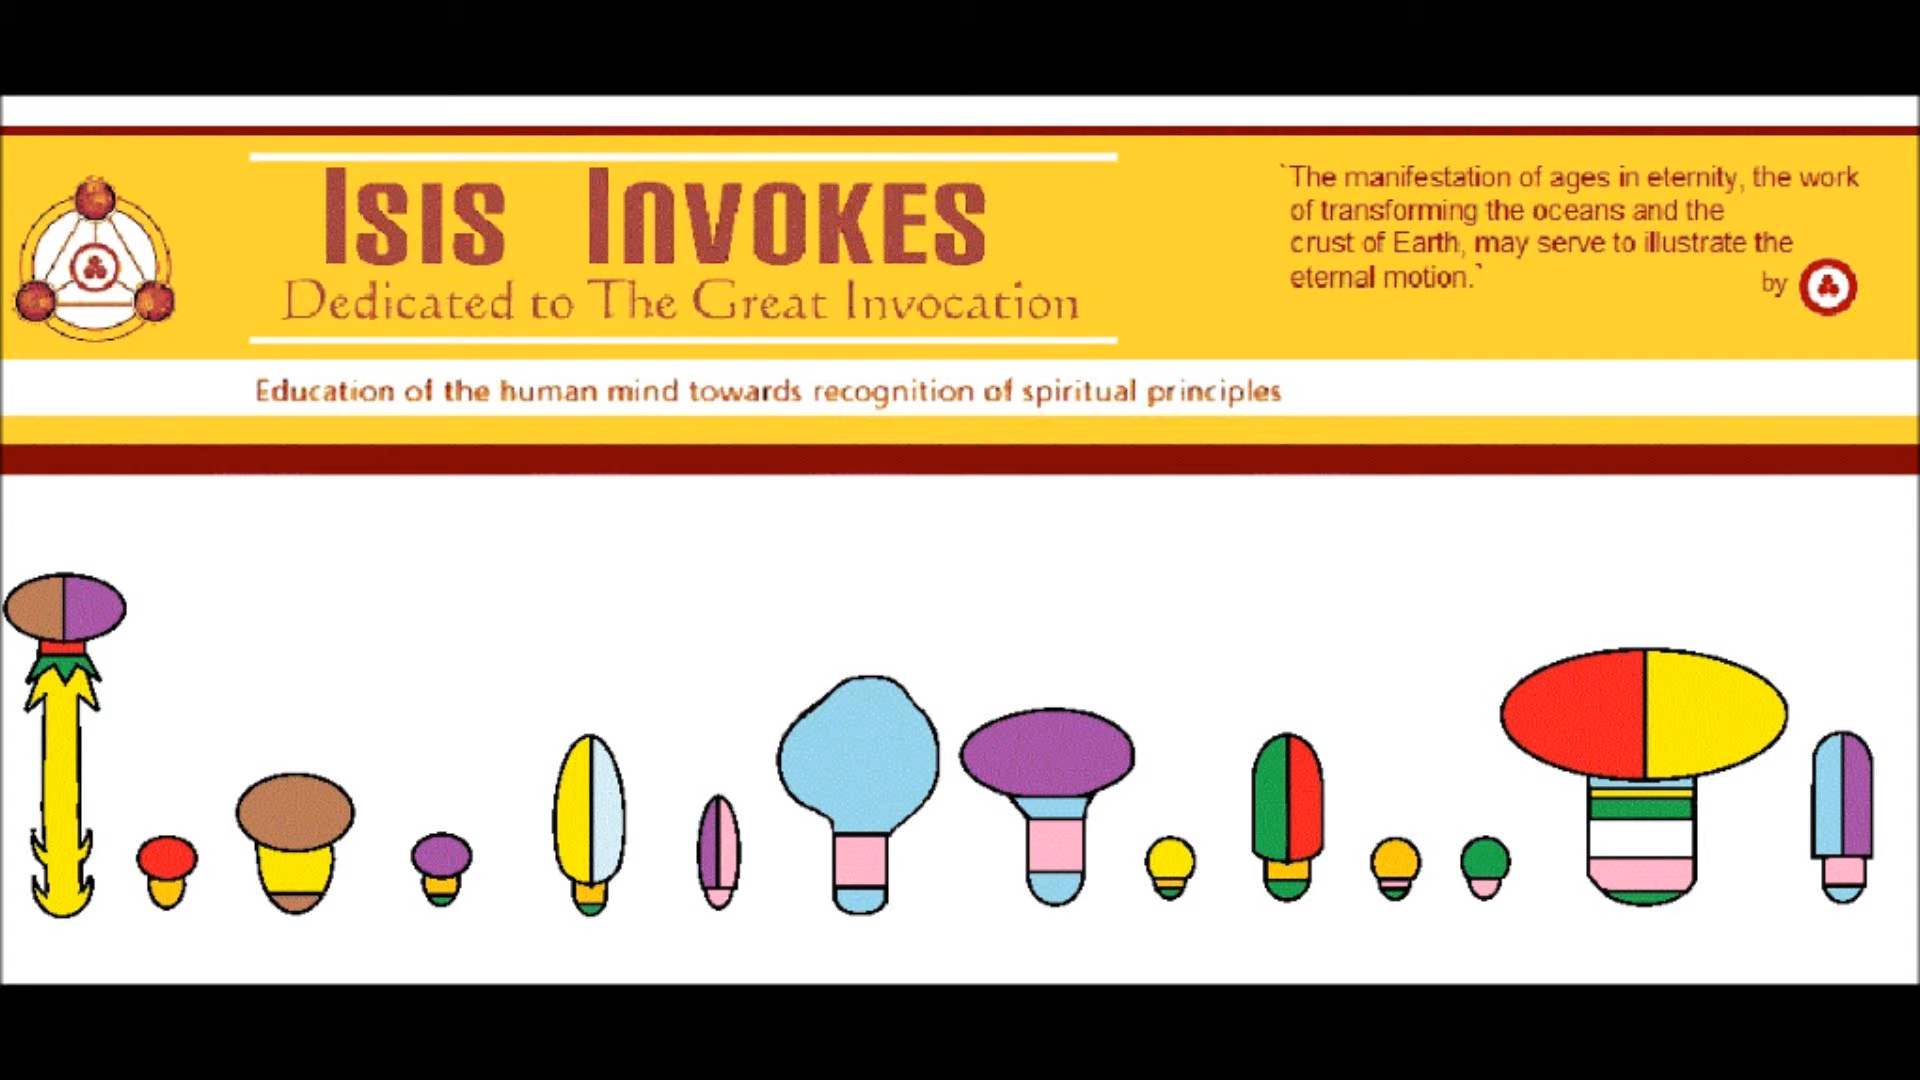 Isis Invokes
Dedicated to The Great Invocation
`The manifestation of ages in eternity, the work
of transforming the oceans and the
crust of Earth, may serve to illustrate the
eternal motion.`
by
Education of the human mind towards recognition of spiritual principles